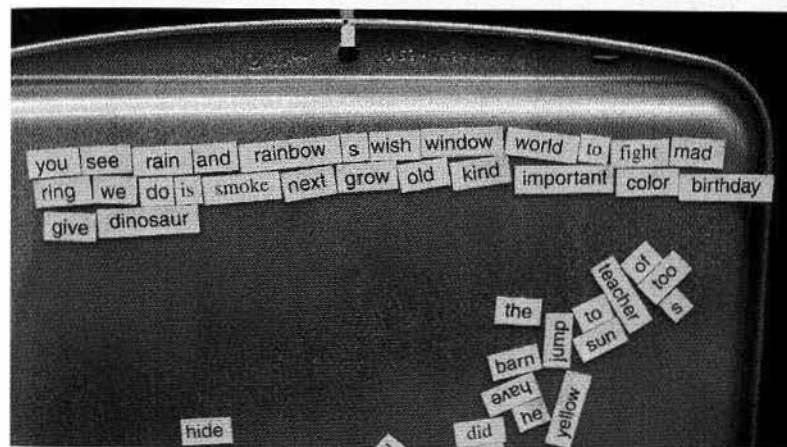 you see rain and rainbow s wish window world to fight mad
ring we do is smoke next grow old kind important color birthday
give dinosaur
of
too
teacher
s
the
to
jump
sun
barn
have
he
yellow
hide
did